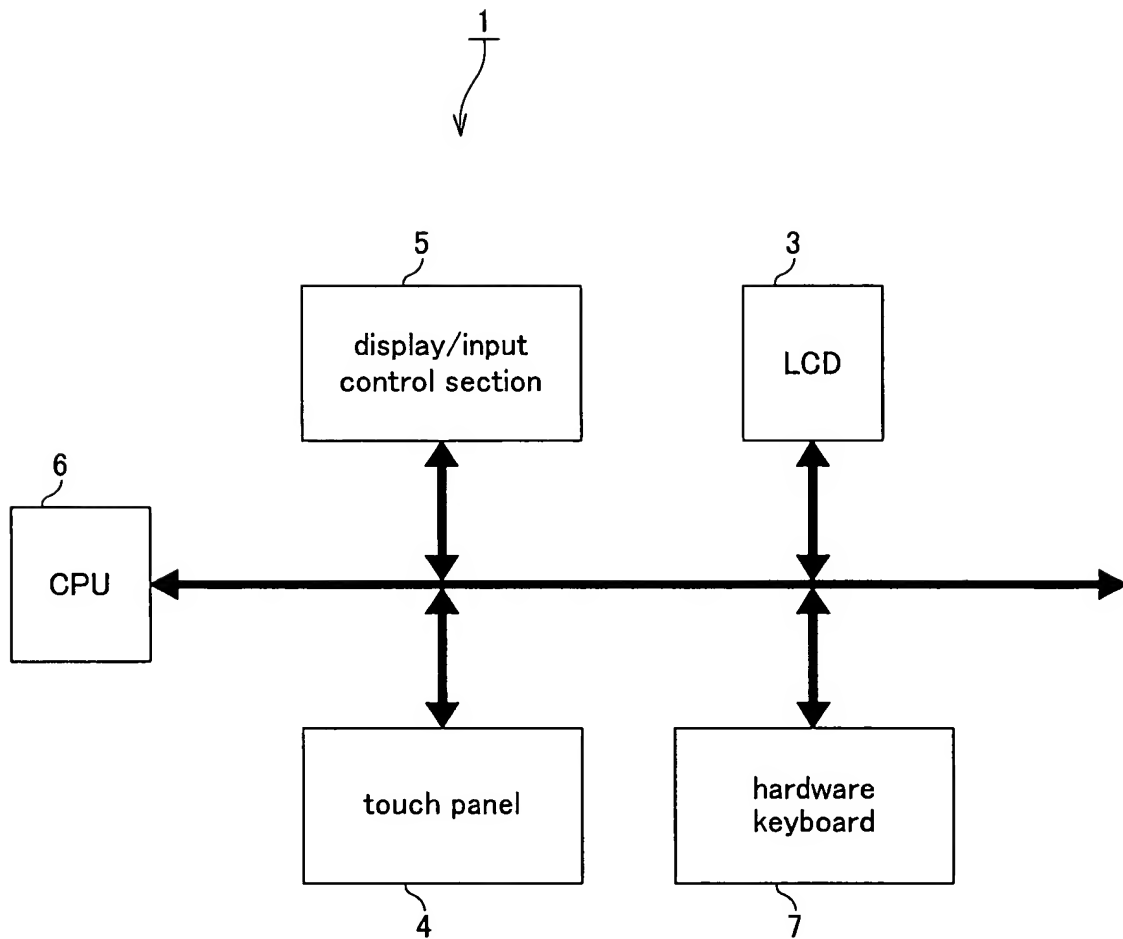 1
5
display/input
control section
3
LCD
6
CPU
touch panel
4
hardware
keyboard
7